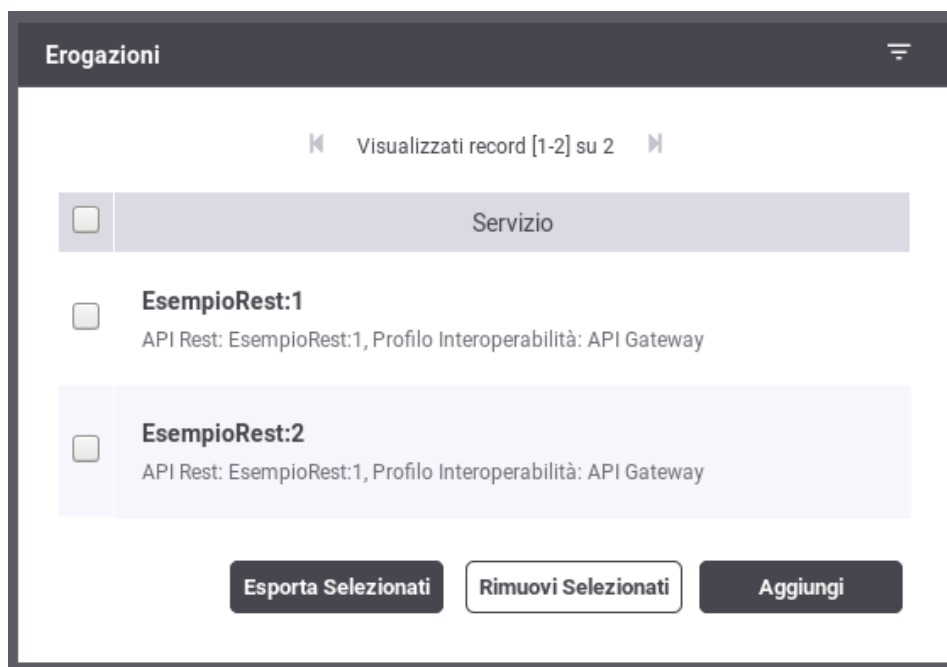 Erogazioni
Visualizzati record [1-2] su 2
Servizio
EsempioRest:1
API Rest: EsempioRest:1, Profilo Interoperabilità: API Gateway
EsempioRest:2
API Rest: EsempioRest:1, Profilo Interoperabilità: API Gateway
Esporta Selezionati
Rimuovi Selezionati
Aggiungi